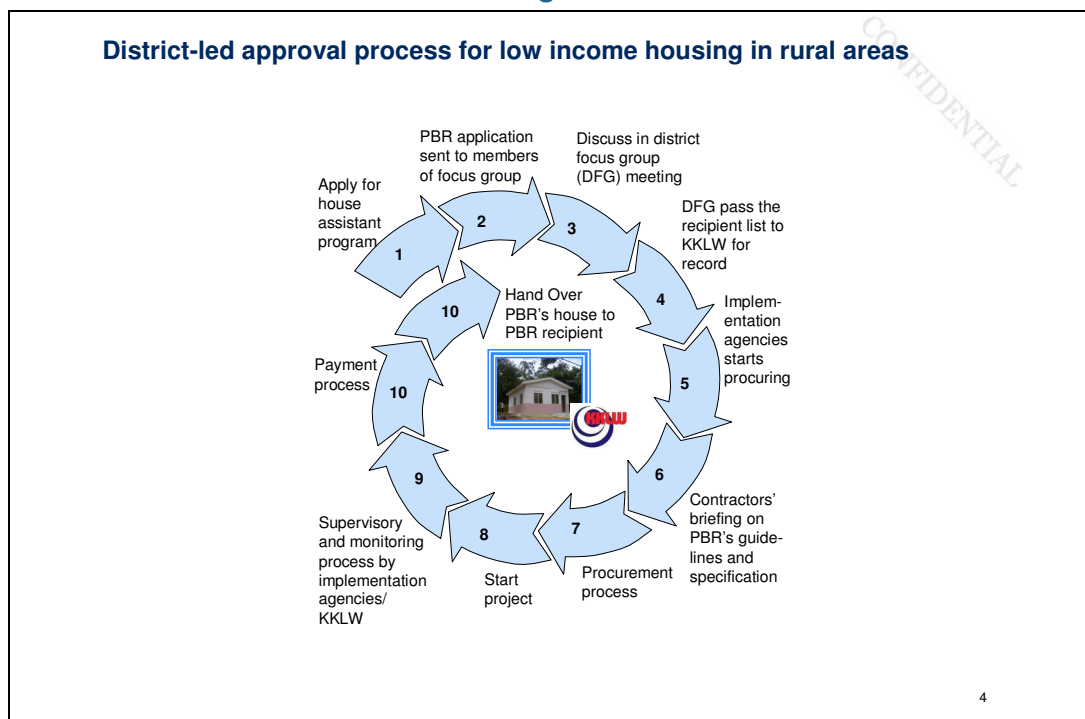 District-led approval process for low income housing in rural areas
CONFIDENTIAL
Apply for
house
assistant
program
1
PBR application
sent to members
of focus group
2
Discuss in district
focus group
(DFG) meeting
3
DFG pass the
recipient list to
KKLW for
record
4
Implem-
entation
agencies
starts
procuring
5
Contractors'
briefing on
PBR's guide-
lines and
specification
6
Procurement
process
7
Start
project
8
Supervisory
and monitoring
process by
implementation
agencies/
KKLW
9
Payment
process
10
Hand Over
PBR's house to
PBR recipient
10
KKLW
4